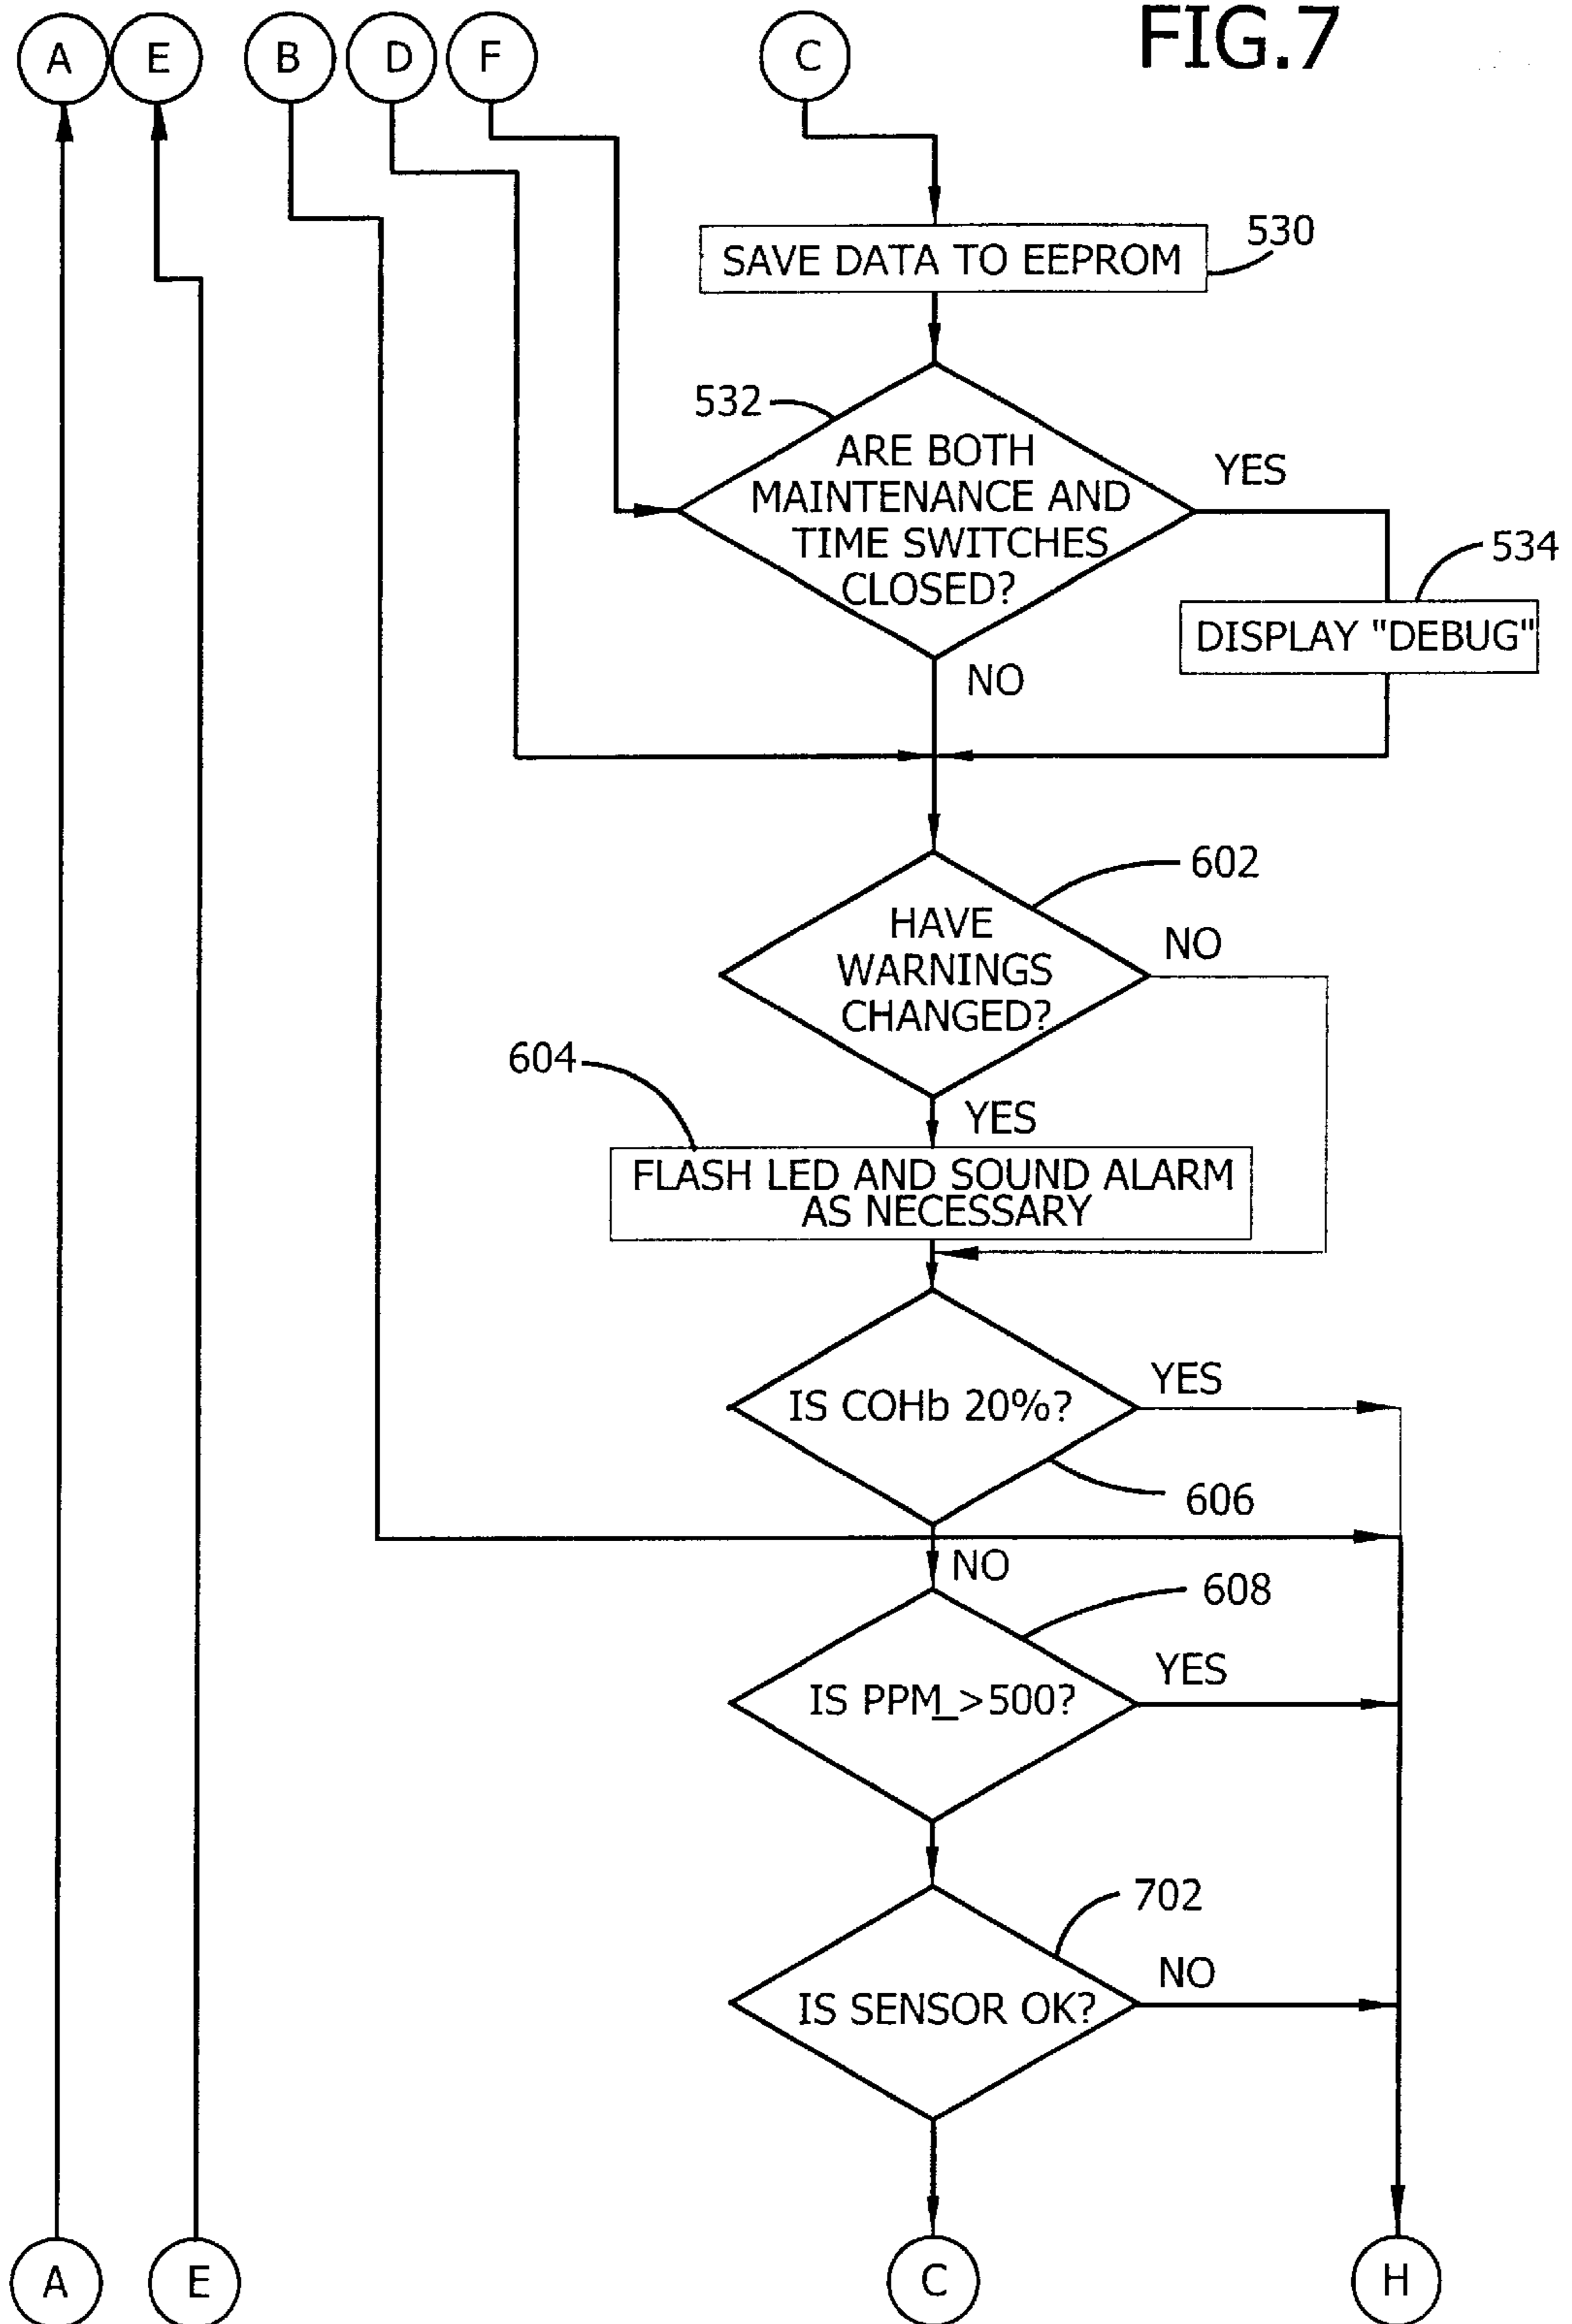 FIG.7
A
E
B
D
F
C
SAVE DATA TO EEPROM
530
532
ARE BOTH
MAINTENANCE AND
TIME SWITCHES
CLOSED?
YES
534
DISPLAY "DEBUG"
NO
602
HAVE
WARNINGS
CHANGED?
NO
604
YES
FLASH LED AND SOUND ALARM
AS NECESSARY
IS COHb 20%?
YES
606
NO
608
IS PPM_>500?
YES
702
IS SENSOR OK?
NO
A
E
C
H